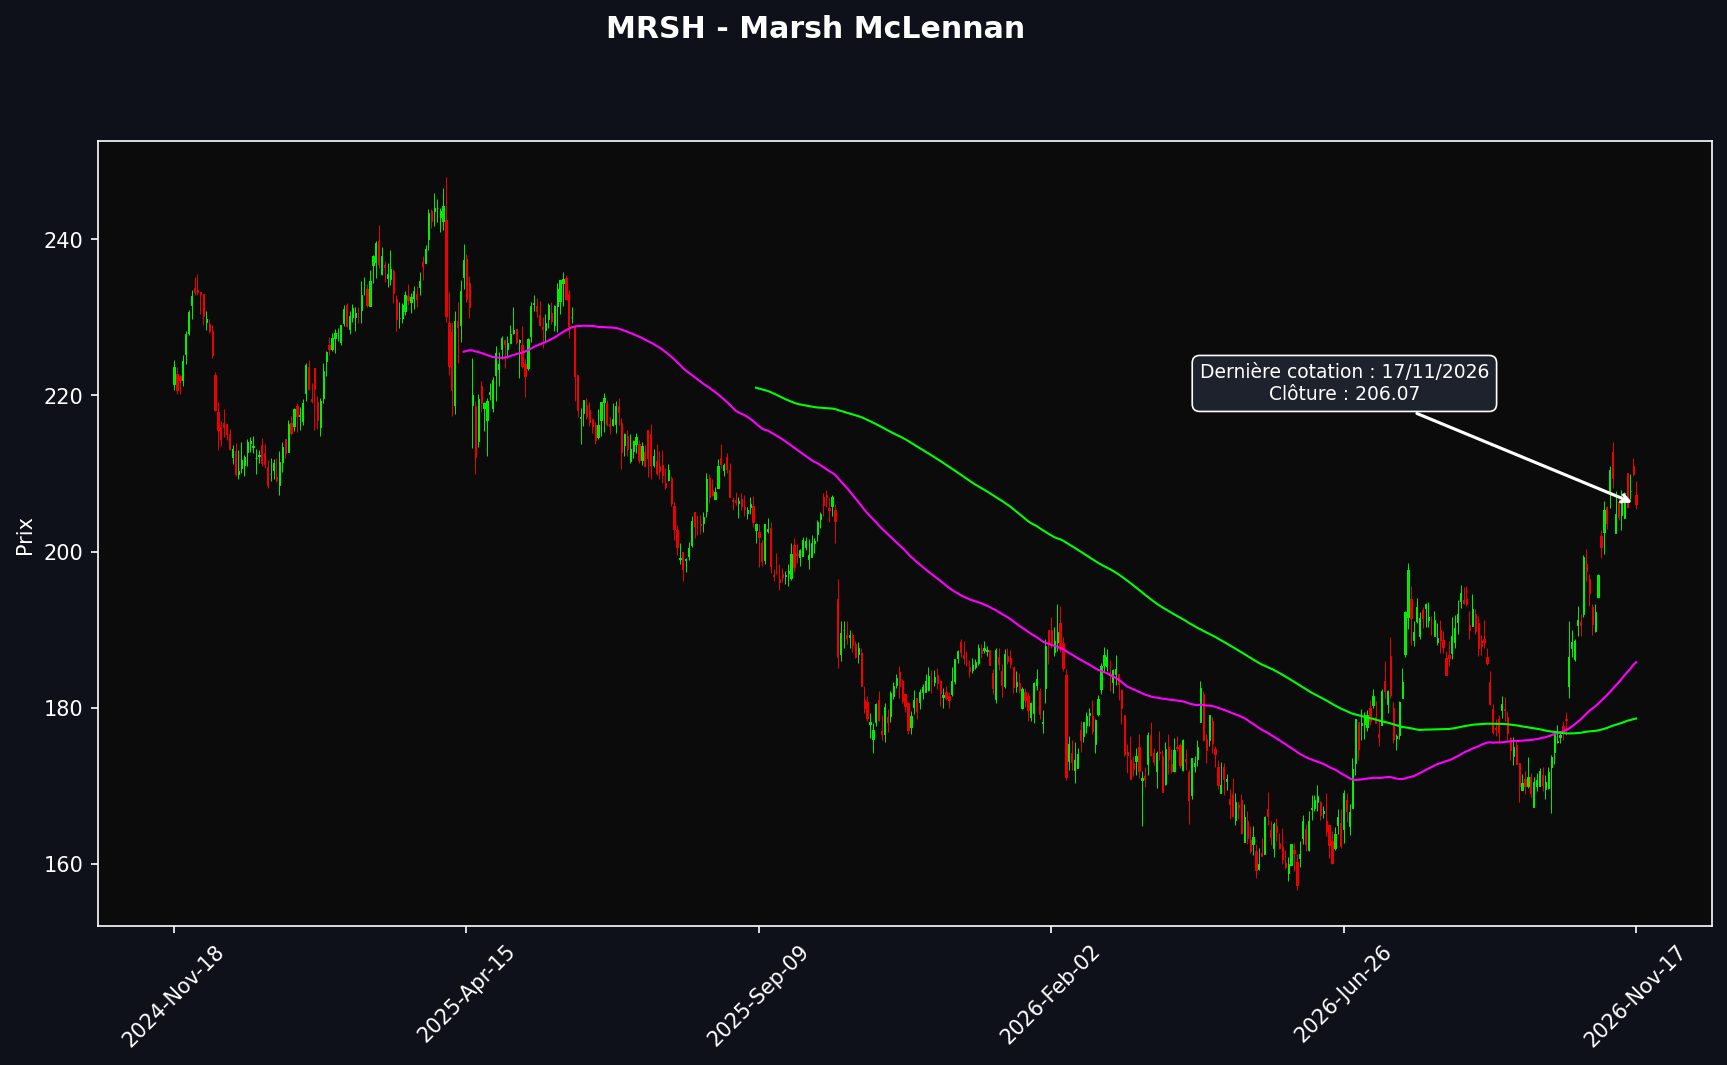 MRSH - Marsh McLennan
Dernière cotation : 17/11/2026
Clôture : 206.07
Prix
240
220
200
180
160
2024-Nov-18
2025-Apr-15
2025-Sep-09
2026-Feb-02
2026-Jun-26
2026-Nov-17